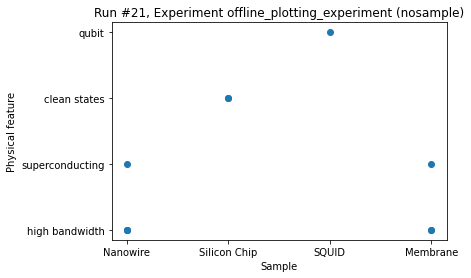 Run #21, Experiment offline_plotting_experiment (nosample)
qubit
clean states
superconducting
high bandwidth
Physical feature
Nanowire Silicon Chip SQUID Membrane
Sample